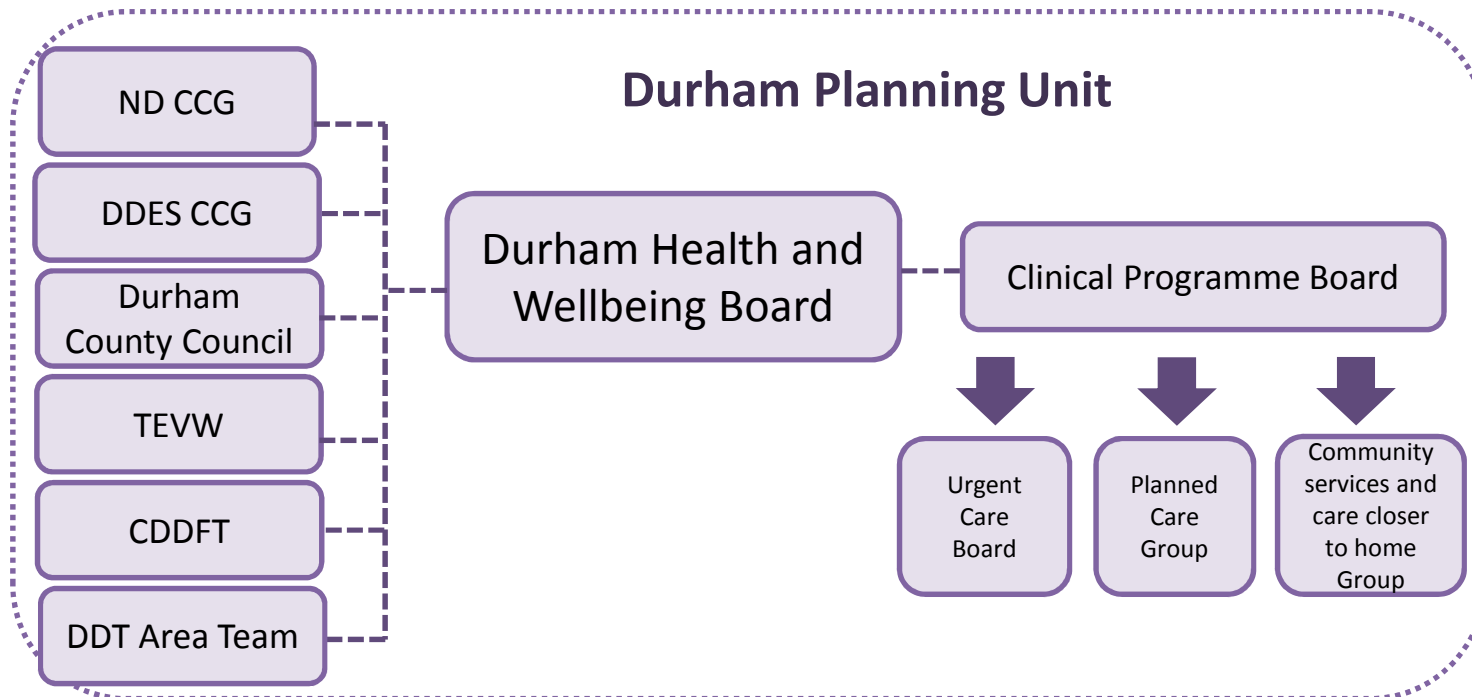 Durham Planning Unit
ND CCG
DDES CCG
Durham
County Council
TEVW
CDDFT
DDT Area Team
Durham Health and
Wellbeing Board
Clinical Programme Board
Urgent
Care
Board
Planned
Care
Group
Community
services and
care closer
to home
Group